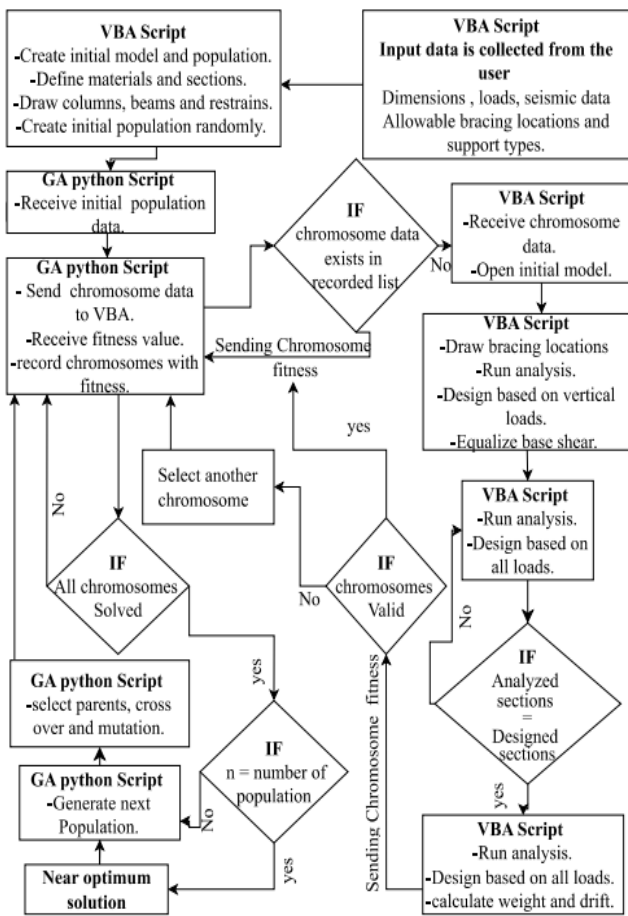 VBA Script
-Create initial model and population.
-Define materials and sections.
-Draw columns, beams and restrains.
-Create initial population randomly.
VBA Script
Input data is collected from the
user
Dimensions , loads, seismic data
Allowable bracing locations and
support types.
GA python Script
-Receive initial population
data.
IF
chromosome data
exists in
recorded list
No
VBA Script
-Receive chromosome
data.
-Open initial model.
GA python Script
- Send chromosome data
to VBA.
-Receive fitness value.
-record chromosomes with
fitness.
Sending Chromosome
fitness
VBA Script
-Draw bracing locations
-Run analysis.
-Design based on vertical
loads.
-Equalize base shear.
yes
Select another
chromosome
No
VBA Script
-Run analysis.
-Design based on
all loads.
IF
All chromosomes
Solved
IF
chromosomes
Valid
No
No
IF
Analyzed
sections
=
Designed
sections
yes
GA python Script
-select parents, cross
over and mutation.
yes
Sending Chromosome fitness
IF
n = number of
population
GA python Script
-Generate next
Population.
No
VBA Script
-Run analysis.
-Design based on all loads.
-calculate weight and drift.
yes
Near optimum
solution